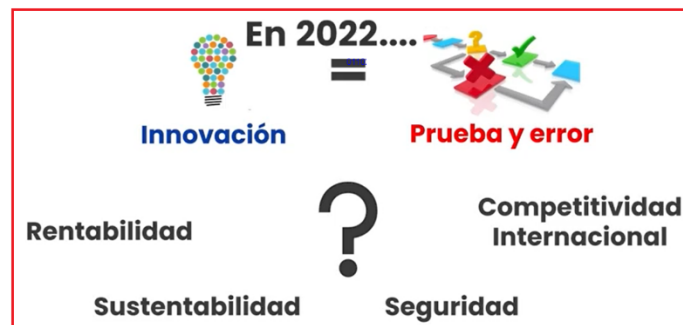 En 2022....
=
Innovación
Prueba y error
?
Rentabilidad
Competitividad
Internacional
Sustentabilidad
Seguridad